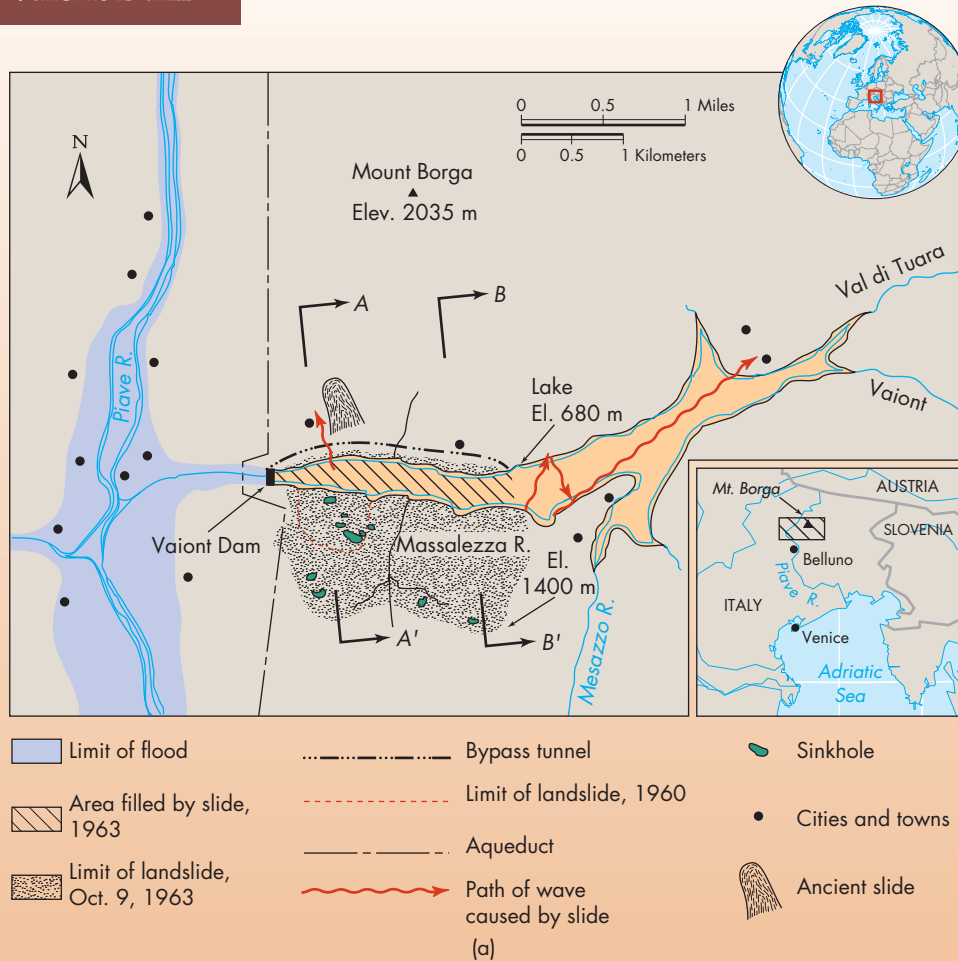 N
0 0.5 1 Miles
0 0.5 1 Kilometers
Mount Borga
Elev. 2035 m
A
B
Val di Tuara
Piave R.
Lake
El. 680 m
Vaiont
Vaiont Dam
Massalezza R.
El.
1400 m
A'
B'
Mesazzo R.
Mt. Borga
AUSTRIA
SLOVENIA
Belluno
Piave R.
ITALY
Venice
Adriatic
Sea
Limit of flood
Area filled by slide,
1963
Limit of landslide,
Oct. 9, 1963
Bypass tunnel
Limit of landslide, 1960
Aqueduct
Path of wave
caused by slide
Sinkhole
Cities and towns
Ancient slide
(a)